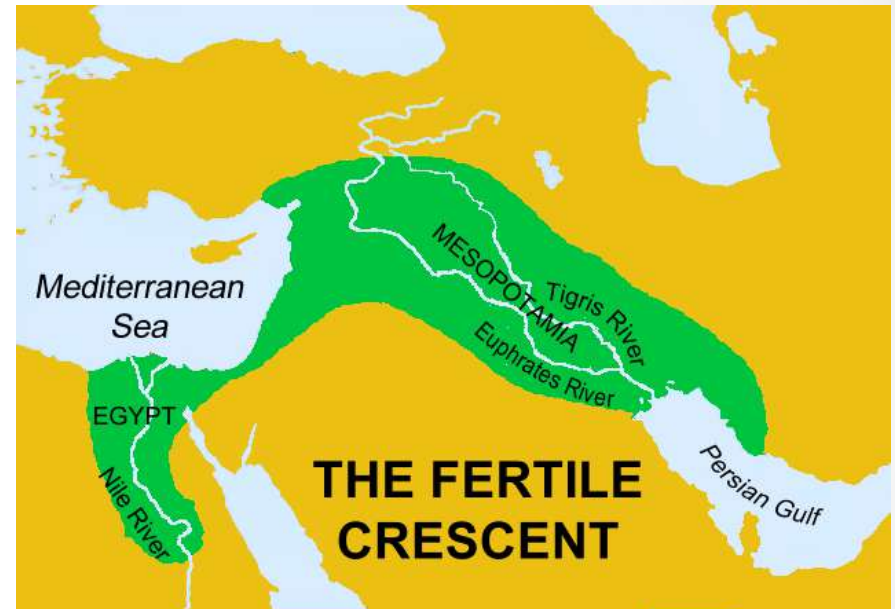 Mediterranean
Sea
MESOPOTAMIA
Tigris River
Euphrates River
EGYPT
Nile River
Persian Gulf
THE FERTILE
CRESCENT